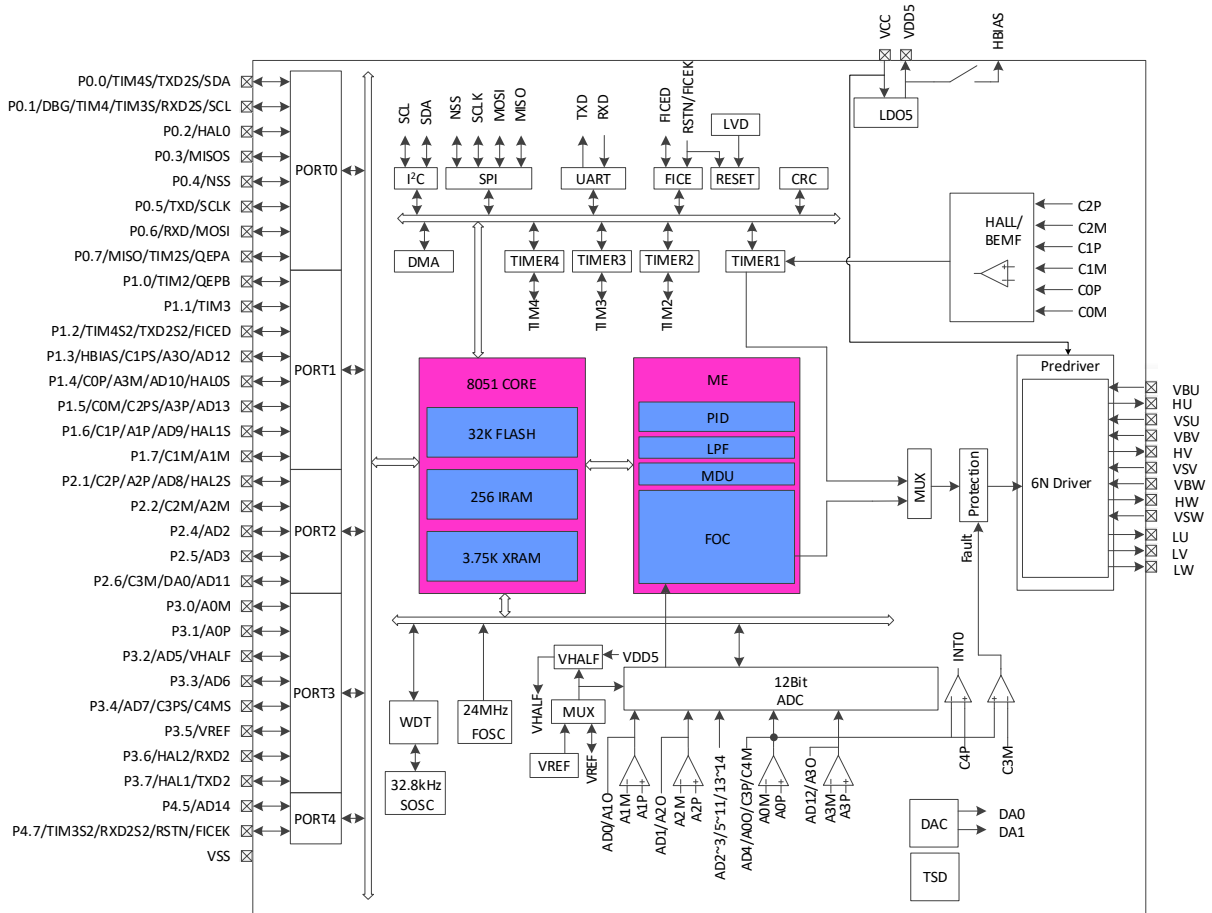 VCC
VDD5
HBIAS
P0.0/TIM4S/TXD2S/SDA
P0.1/DBG/TIM4/TIM3S/RXD2S/SCL
P0.2/HAL0
P0.3/MISOS
P0.4/NSS
P0.5/TXD/SCLK
P0.6/RXD/MOSI
P0.7/MISO/TIM2S/QEPA
P1.0/TIM2/QEPB
P1.1/TIM3
P1.2/TIM4S2/TXD2S2/FICED
P1.3/HBIAS/C1PS/A3O/AD12
P1.4/C0P/A3M/AD10/HAL0S
P1.5/C0M/C2PS/A3P/AD13
P1.6/C1P/A1P/AD9/HAL1S
P1.7/C1M/A1M
P2.1/C2P/A2P/AD8/HAL2S
P2.2/C2M/A2M
P2.4/AD2
P2.5/AD3
P2.6/C3M/DA0/AD11
P3.0/A0M
P3.1/A0P
P3.2/AD5/VHALF
P3.3/AD6
P3.4/AD7/C3PS/C4MS
P3.5/VREF
P3.6/HAL2/RXD2
P3.7/HAL1/TXD2
P4.5/AD14
P4.7/TIM3S2/RXD2S2/RSTN/FICEK
VSS
PORT0
PORT1
PORT2
PORT3
PORT4
SCL
SDA
NSS
SCLK
MOSI
MISO
TXD
RXD
FICED
RSTN/FICEK
LVD
LDO5
I²C
SPI
UART
FICE
RESET
CRC
DMA
TIMER4
TIMER3
TIMER2
TIMER1
TIM4
TIM3
TIM2
HALL/
BEMF
C2P
C2M
C1P
C1M
C0P
C0M
8051 CORE
32K FLASH
256 IRAM
3.75K XRAM
ME
PID
LPF
MDU
FOC
MUX
Protection
Fault
Predriver
6N Driver
VBU
HU
VSU
VBV
HV
VSV
VBW
HW
VSW
LU
LV
LW
WDT
32.8kHz
SOSC
24MHz
FOSC
VHALF
VDD5
VHALF
MUX
VREF
VREF
12Bit
ADC
INT0
C4P
C3M
AD0/A1O
A1M
A1P
AD1/A2O
A2M
A2P
AD2~3/5~11/13~14
AD4/A0O/C3P/C4M
A0M
A0P
AD12/A3O
A3M
A3P
DAC
DA0
DA1
TSD